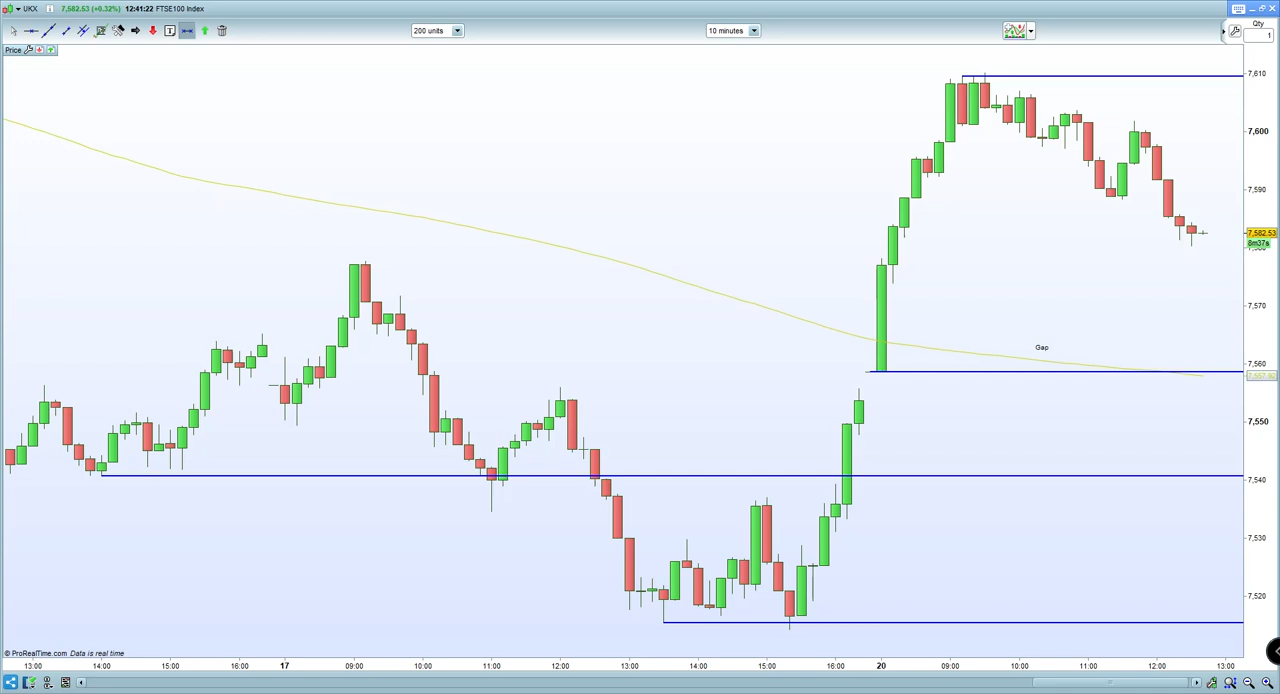 UKX 7,582.53 (+0.32%) 12:41:22 FTSE100 Index
200 units 10 minutes Qty
1
Price
7,610
7,600
7,590
7,582.53
8m37s
7,570
Gap
7,560
7,550
7,540
7,530
7,520
© ProRealTime.com Data is real time
13:00 14:00 15:00 16:00 17 09:00 10:00 11:00 12:00 13:00 14:00 15:00 16:00 20 09:00 10:00 11:00 12:00 13:00